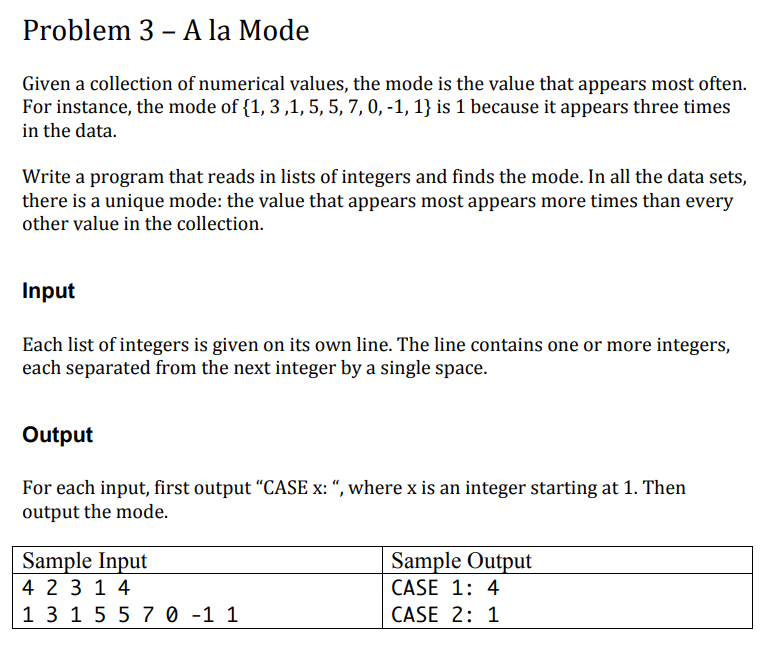 Problem 3 – A la Mode
Given a collection of numerical values, the mode is the value that appears most often.
For instance, the mode of {1, 3 ,1, 5, 5, 7, 0, -1, 1} is 1 because it appears three times
in the data.
Write a program that reads in lists of integers and finds the mode. In all the data sets,
there is a unique mode: the value that appears most appears more times than every
other value in the collection.
Input
Each list of integers is given on its own line. The line contains one or more integers,
each separated from the next integer by a single space.
Output
For each input, first output “CASE x: “, where x is an integer starting at 1. Then
output the mode.
Sample Input
4 2 3 1 4
1 3 1 5 5 7 0 -1 1
Sample Output
CASE 1: 4
CASE 2: 1